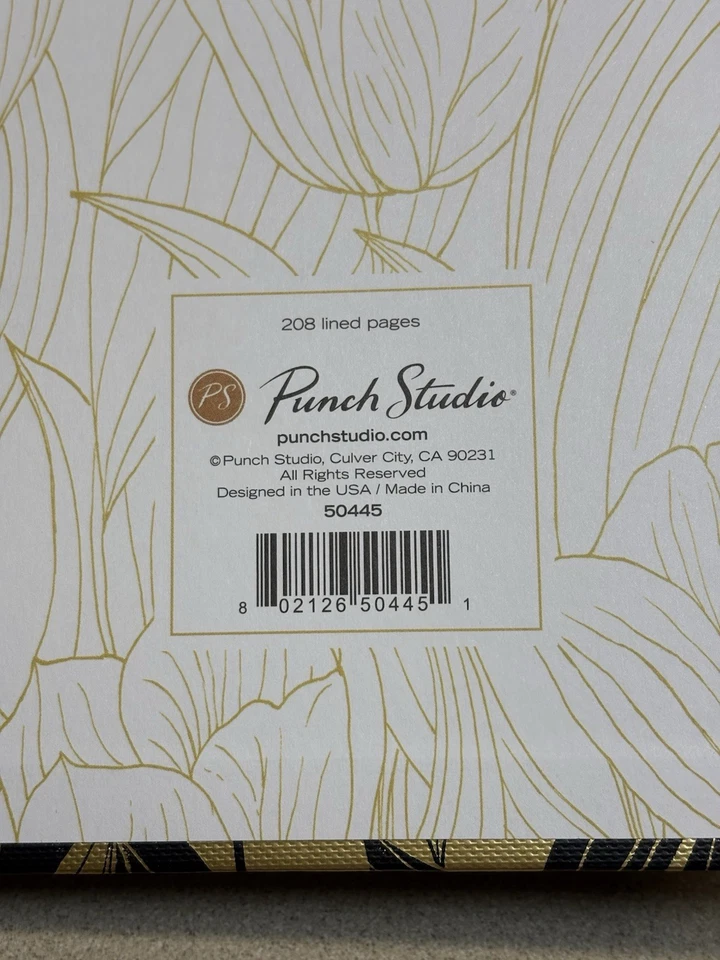 208 lined pages
PS Punch Studio®
punchstudio.com
©Punch Studio, Culver City, CA 90231
All Rights Reserved
Designed in the USA / Made in China
50445
8 02126 50445 1